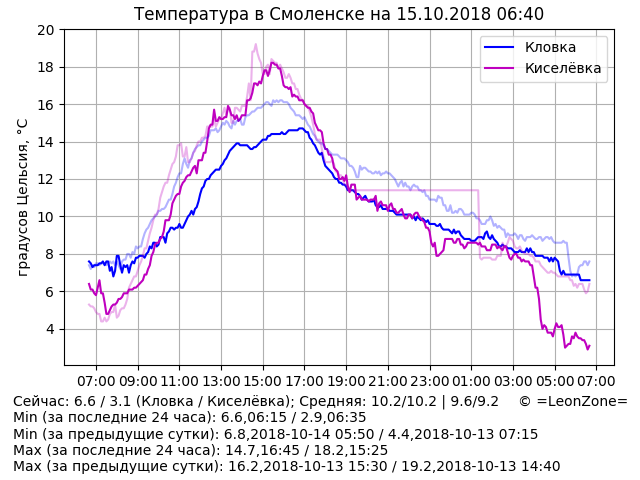 Температура в Смоленске на 15.10.2018 06:40
20
18
16
14
12
10
8
6
4
градусов Цельсия, °C
Кловка
Киселёвка
07:00 09:00 11:00 13:00 15:00 17:00 19:00 21:00 23:00 01:00 03:00 05:00 07:00
Сейчас: 6.6 / 3.1 (Кловка / Киселёвка); Средняя: 10.2/10.2 | 9.6/9.2 © =LeonZone=
Min (за последние 24 часа): 6.6,06:15 / 2.9,06:35
Min (за предыдущие сутки): 6.8,2018-10-14 05:50 / 4.4,2018-10-13 07:15
Max (за последние 24 часа): 14.7,16:45 / 18.2,15:25
Max (за предыдущие сутки): 16.2,2018-10-13 15:30 / 19.2,2018-10-13 14:40